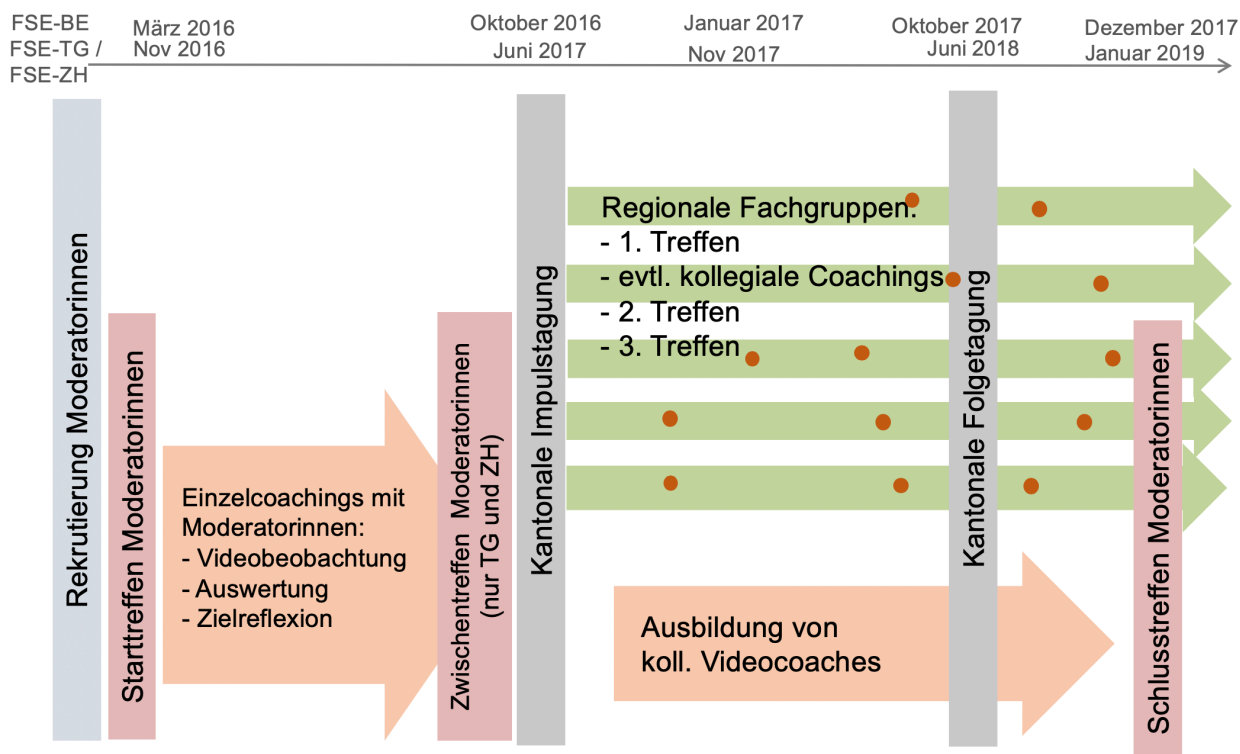 FSE-BE
FSE-TG /
FSE-ZH
März 2016
Nov 2016
Oktober 2016
Juni 2017
Januar 2017
Nov 2017
Oktober 2017
Juni 2018
Dezember 2017
Januar 2019
Rekrutierung Moderatorinnen
Starttreffen Moderatorinnen
Einzelcoachings mit
Moderatorinnen:
- Videobeobachtung
- Auswertung
- Zielreflexion
Zwischentreffen Moderatorinnen
(nur TG und ZH)
Kantonale Impulstagung
Regionale Fachgruppen:
- 1. Treffen
- evtl. kollegiale Coachings
- 2. Treffen
- 3. Treffen
Ausbildung von
koll. Videocoaches
Kantonale Folgetagung
Schlusstreffen Moderatorinnen